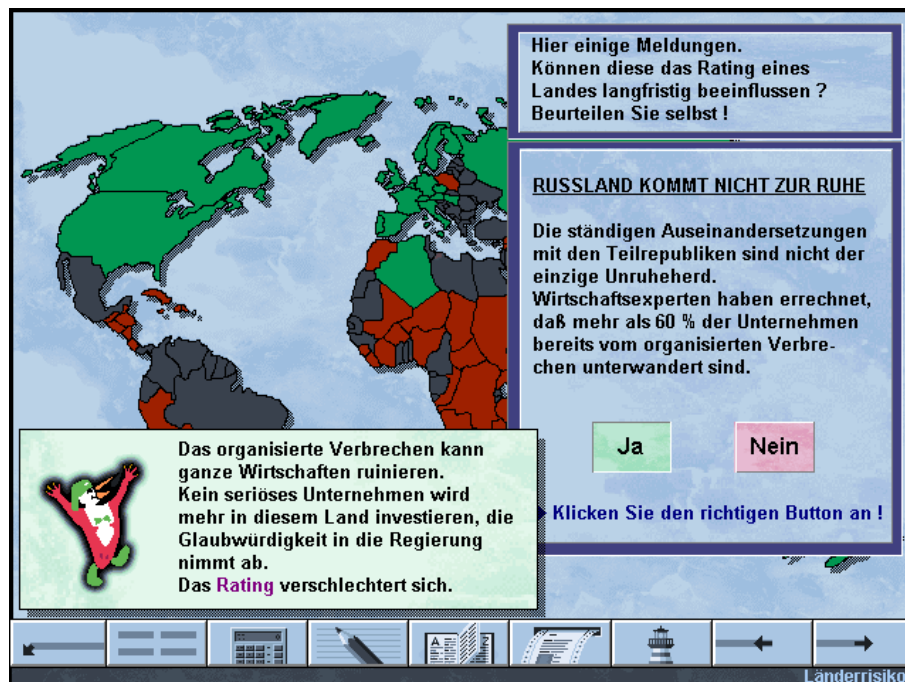 Hier einige Meldungen.
Können diese das Rating eines
Landes langfristig beeinflussen ?
Beurteilen Sie selbst !
RUSSLAND KOMMT NICHT ZUR RUHE
Die ständigen Auseinandersetzungen
mit den Teilrepubliken sind nicht der
einzige Unruheherd.
Wirtschaftsexperten haben errechnet,
daß mehr als 60 % der Unternehmen
bereits vom organisierten Verbre-
chen unterwandert sind.
Ja
Nein
Klicken Sie den richtigen Button an !
Das organisierte Verbrechen kann
ganze Wirtschaften ruinieren.
Kein seriöses Unternehmen wird
mehr in diesem Land investieren, die
Glaubwürdigkeit in die Regierung
nimmt ab.
Das Rating verschlechtert sich.
A Z
Länderrisiko